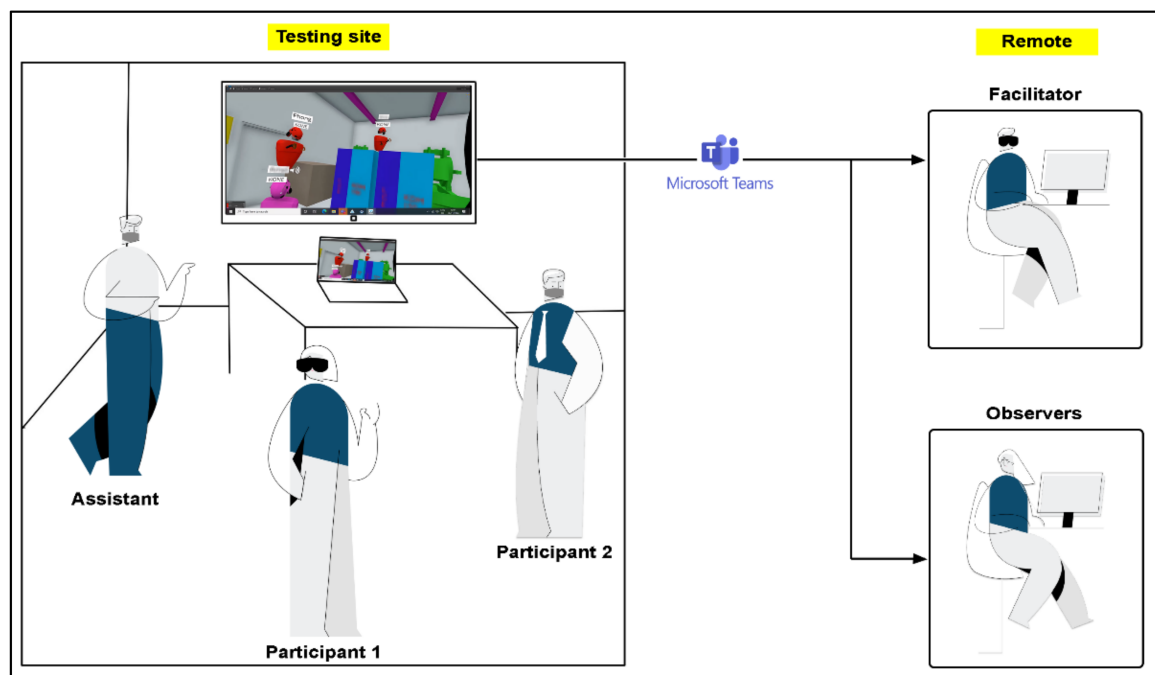 Testing site
Remote
Facilitator
Microsoft Teams
Observers
Assistant
Participant 2
Participant 1